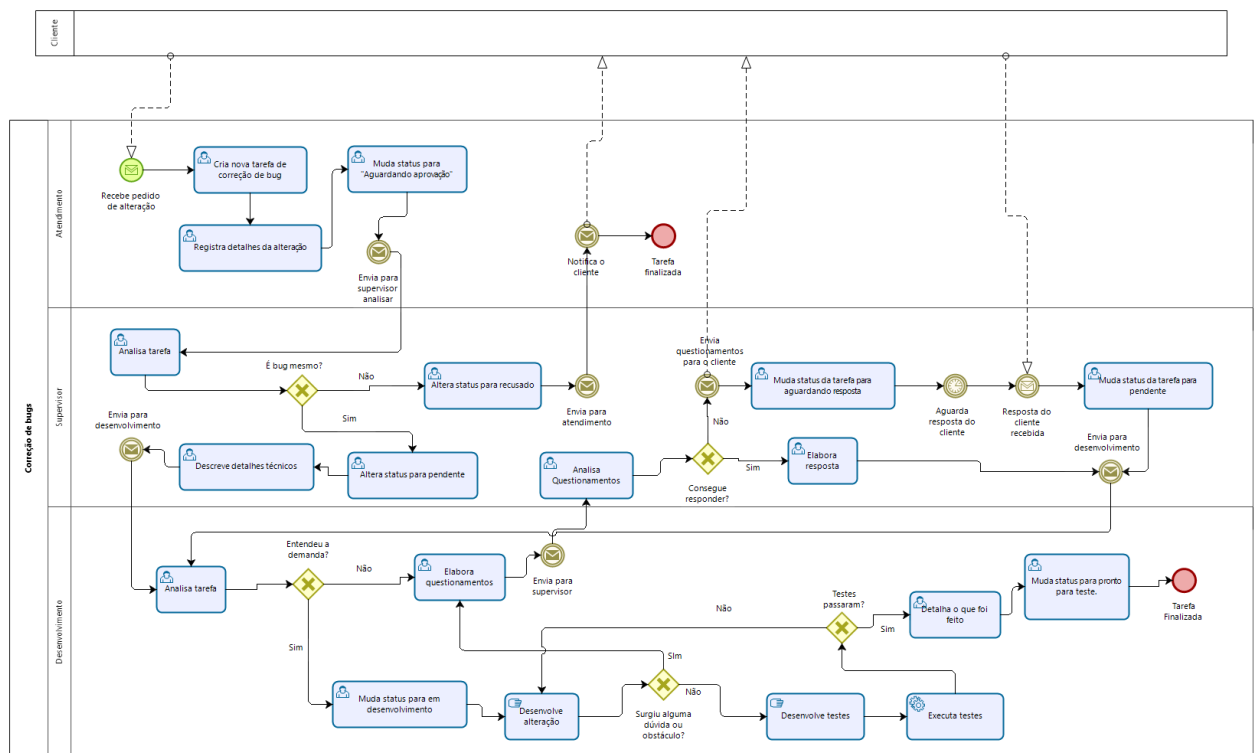 Cliente
Correção de bugs
Atendimento
Recebe pedido
de alteração
Cria nova tarefa de
correção de bug
Registra detalhes da alteração
Muda status para
"Aguardando aprovação"
Envia para
supervisor
analisar
Notifica o
cliente
Tarefa
finalizada
Supervisor
Analisa tarefa
É bug mesmo?
Não
Sim
Altera status para recusado
Envia para
atendimento
Altera status para pendente
Descreve detalhes técnicos
Envia para
desenvolvimento
Analisa
Questionamentos
Consegue
responder?
Não
Sim
Envia
questionamentos
para o cliente
Muda status da tarefa para
aguardando resposta
Aguarda
resposta do
cliente
Resposta do
cliente
recebida
Muda status da tarefa para
pendente
Elabora
resposta
Envia para
desenvolvimento
Desenvolvimento
Analisa tarefa
Entendeu a
demanda?
Não
Sim
Elabora
questionamentos
Envia para
supervisor
Muda status para em
desenvolvimento
Desenvolve
alteração
Surgiu alguma
dúvida ou
obstáculo?
SIm
Não
Desenvolve testes
Executa testes
Testes
passaram?
Não
Sim
Detalha o que foi
feito
Muda status para pronto
para teste.
Tarefa
Finalizada